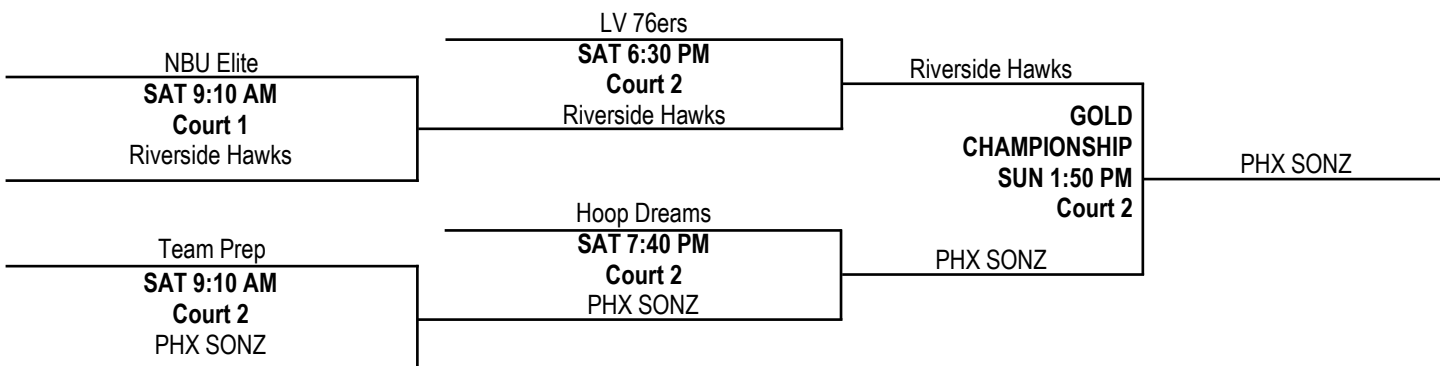 LV 76ers
SAT 6:30 PM
Court 2
Riverside Hawks
NBU Elite
SAT 9:10 AM
Court 1
Riverside Hawks
Riverside Hawks
GOLD
CHAMPIONSHIP
SUN 1:50 PM
Court 2
PHX SONZ
Hoop Dreams
SAT 7:40 PM
Court 2
PHX SONZ
Team Prep
SAT 9:10 AM
Court 2
PHX SONZ
PHX SONZ